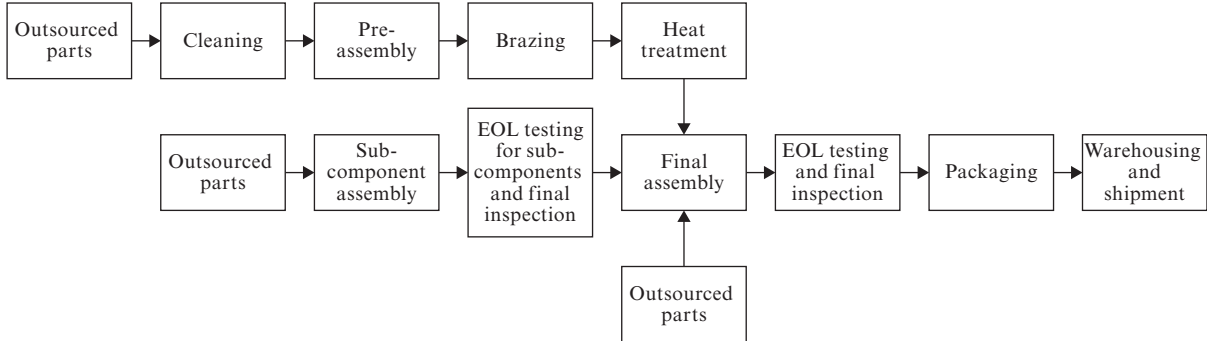 Outsourced
parts
Cleaning
Pre-
assembly
Brazing
Heat
treatment
Outsourced
parts
Sub-
component
assembly
EOL testing
for sub-
components
and final
inspection
Final
assembly
EOL testing
and final
inspection
Packaging
Warehousing
and
shipment
Outsourced
parts